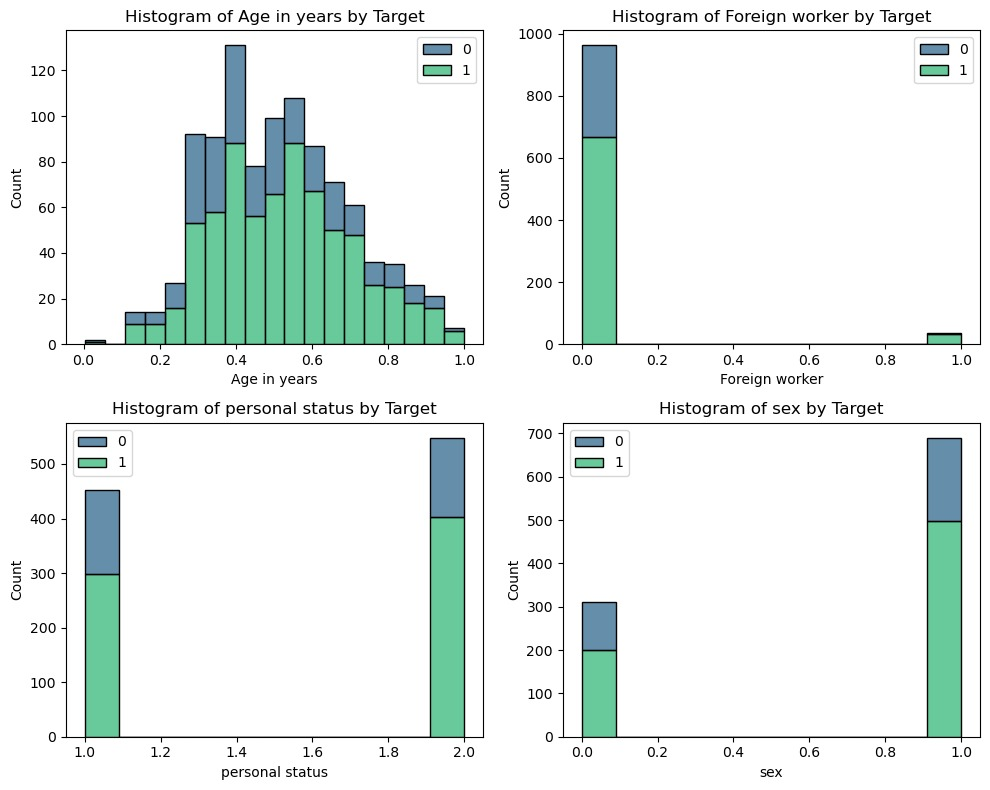 Histogram of Age in years by Target
0
1
120
100
80
60
40
20
0
Count
0.0 0.2 0.4 0.6 0.8 1.0
Age in years
Histogram of Foreign worker by Target
0
1
1000
800
600
400
200
0
Count
0.0 0.2 0.4 0.6 0.8 1.0
Foreign worker
Histogram of personal status by Target
0
1
500
400
300
200
100
0
Count
1.0 1.2 1.4 1.6 1.8 2.0
personal status
Histogram of sex by Target
0
1
700
600
500
400
300
200
100
0
Count
0.0 0.2 0.4 0.6 0.8 1.0
sex